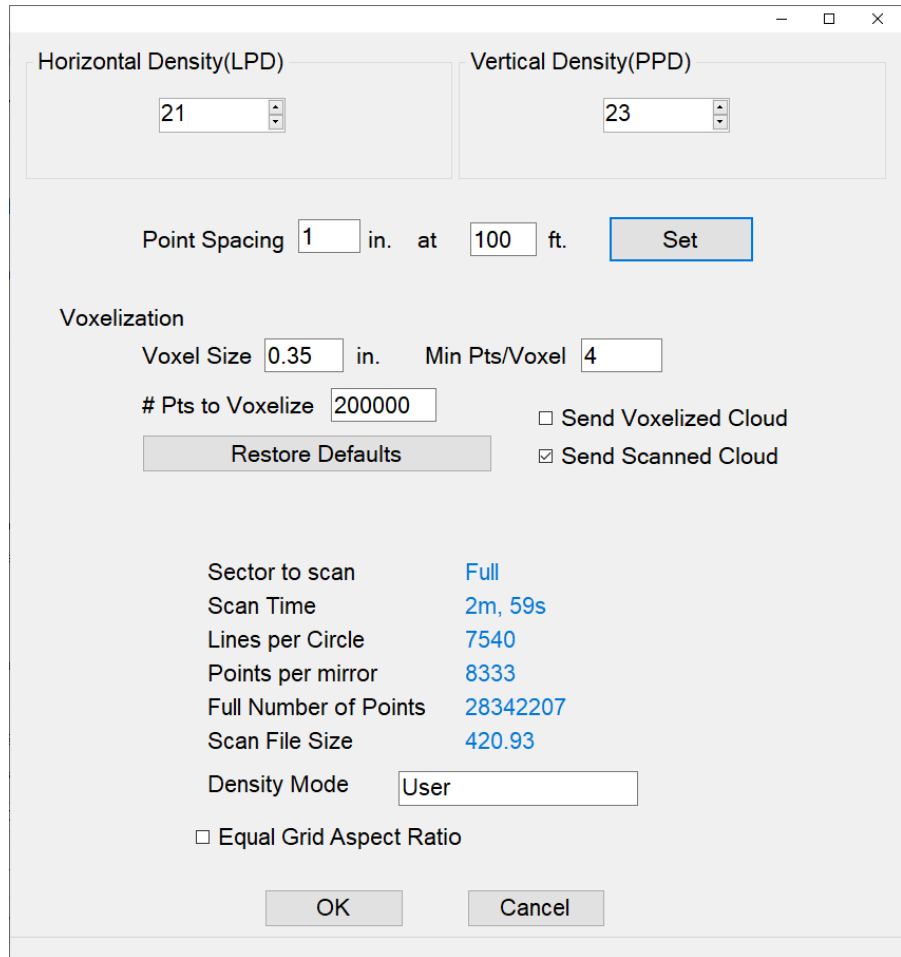 Horizontal Density(LPD) Vertical Density(PPD)
21 23
Point Spacing 1 in. at 100 ft. Set
Voxelization
Voxel Size 0.35 in. Min Pts/Voxel 4
# Pts to Voxelize 200000
Send Voxelized Cloud
Restore Defaults Send Scanned Cloud
Sector to scan Full
Scan Time 2m, 59s
Lines per Circle 7540
Points per mirror 8333
Full Number of Points 28342207
Scan File Size 420.93
Density Mode User
Equal Grid Aspect Ratio
OK Cancel